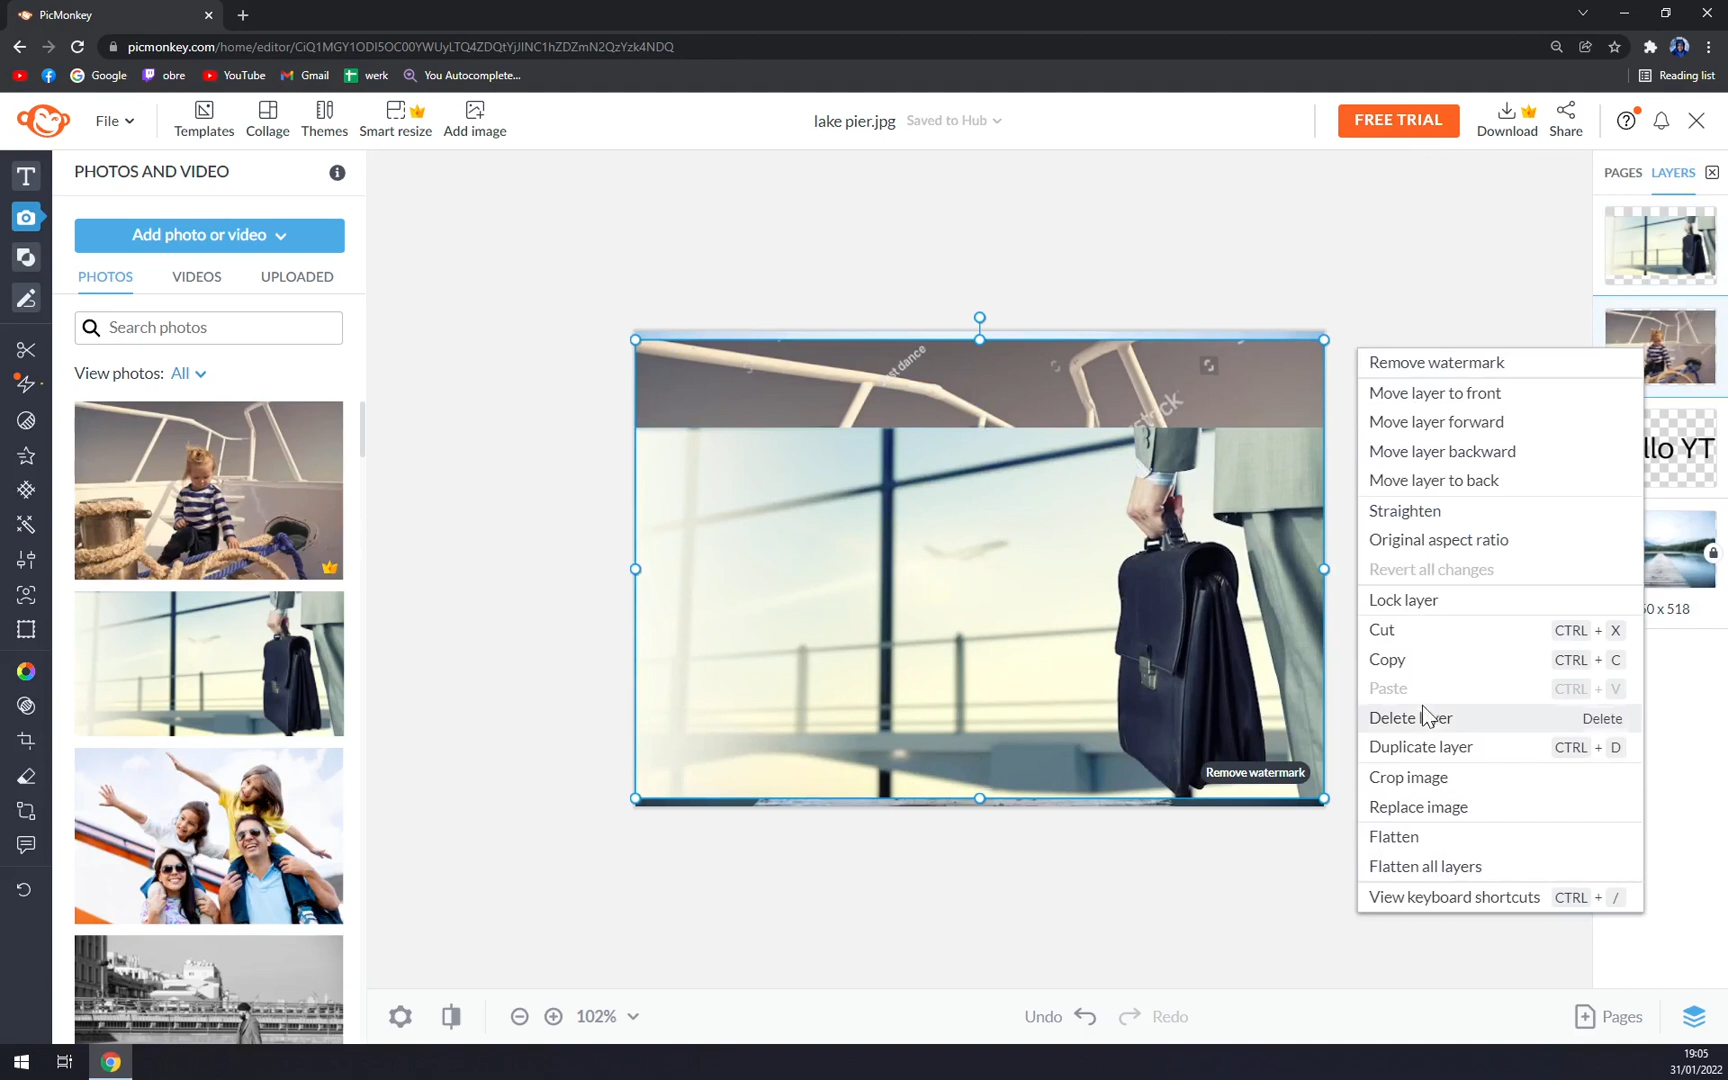 PicMonkey
picmonkey.com/home/editor/CiQ1MGY1ODI5OC00YWUyLTQ4ZDQtYjJINC1hZDZmN2QzYzk4NDQ
Google
obre
YouTube
Gmail
werk
You Autocomplete...
Reading list
File
Templates
Collage
Themes
Smart resize
Add image
lake pier.jpg
Saved to Hub
FREE TRIAL
Download
Share
PHOTOS AND VIDEO
PAGES
LAYERS
Add photo or video
PHOTOS
VIDEOS
UPLOADED
Search photos
View photos: All
Remove watermark
Move layer to front
Move layer forward
Move layer backward
Move layer to back
Straighten
Original aspect ratio
Revert all changes
Lock layer
Cut CTRL + X
Copy CTRL + C
Paste CTRL + V
Delete Delete
Duplicate layer CTRL + D
Crop image
Replace image
Flatten
Flatten all layers
View keyboard shortcuts CTRL + /
llo YT
0 x 518
dance
Remove watermark
102%
Undo
Redo
Pages
19:05
31/01/2022